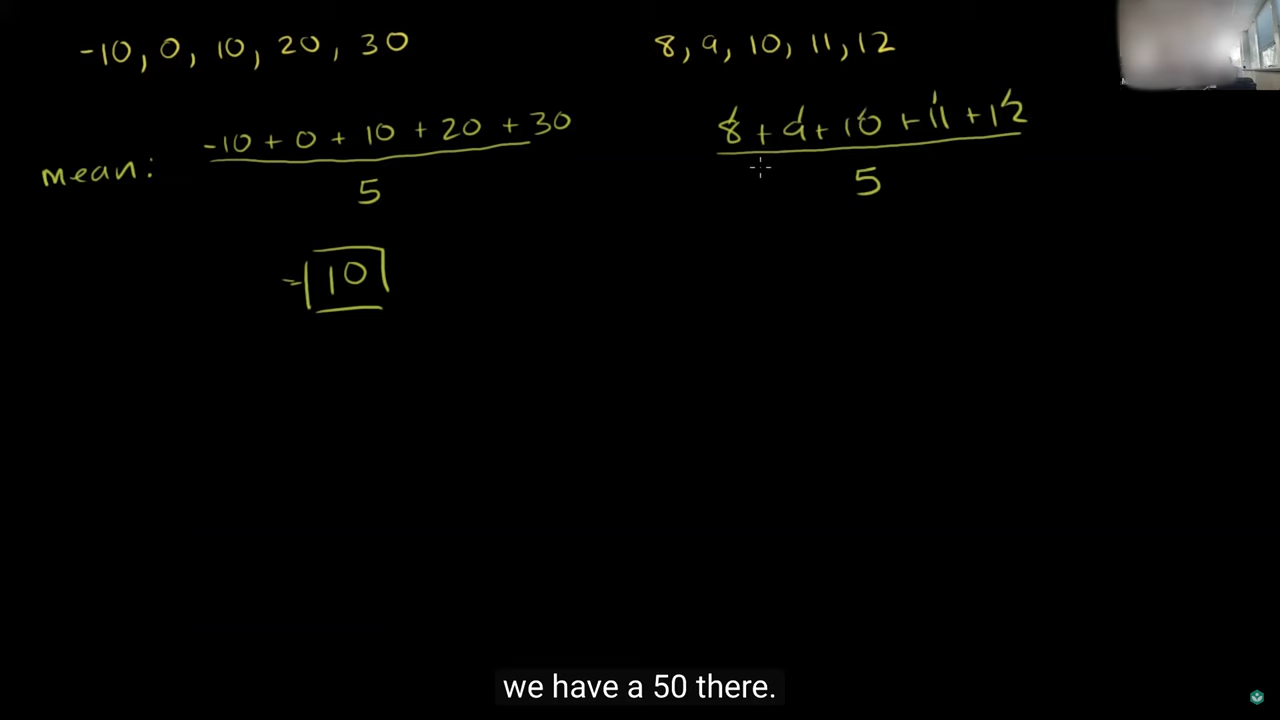 -10, 0, 10, 20, 30
8, 9, 10, 11, 12
mean:
-10 + 0 + 10 + 20 + 30
5
= 10
8 + 9 + 10 + 11 + 12
5
we have a 50 there.